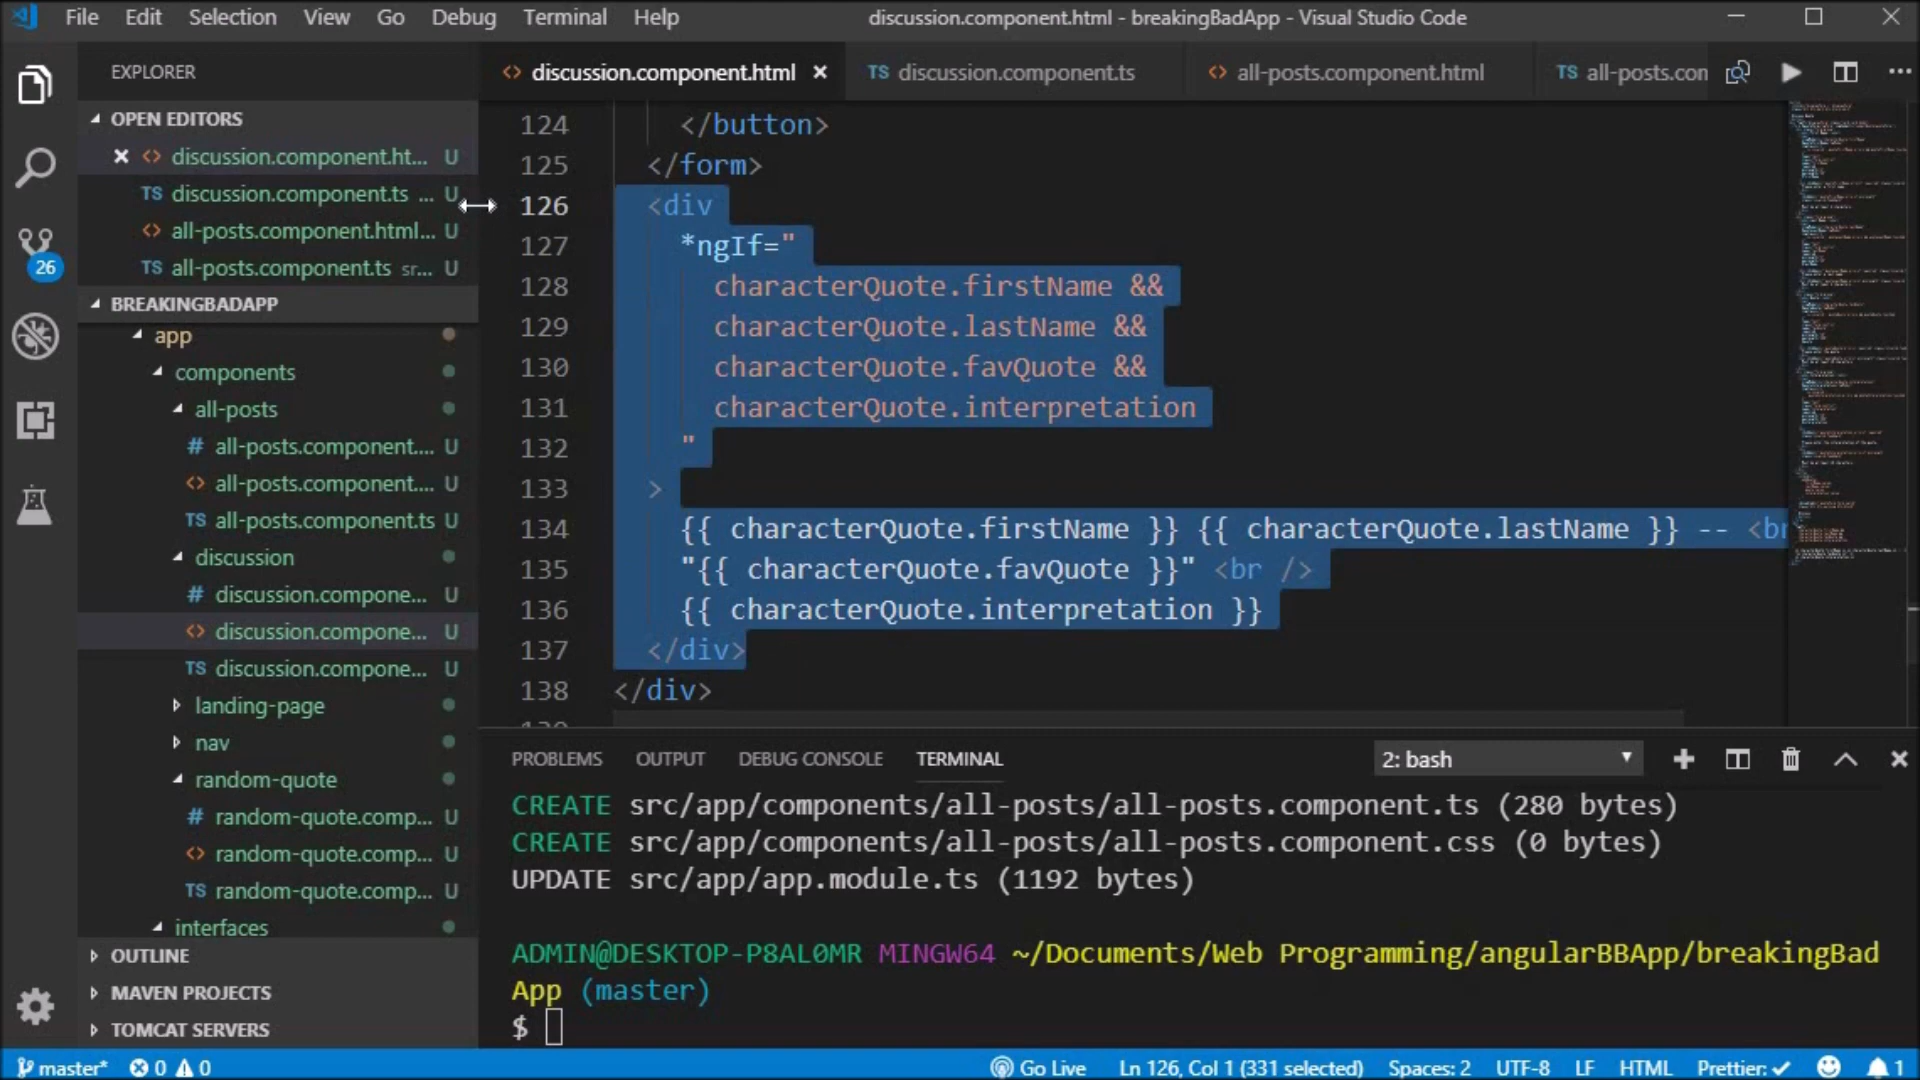 File Edit Selection View Go Debug Terminal Help discussion.component.html - breakingBadApp - Visual Studio Code
EXPLORER
discussion.component.html
TS discussion.component.ts
all-posts.component.html
TS all-posts.con
OPEN EDITORS
discussion.component.ht... U
TS discussion.component.ts ... U
all-posts.component.html... U
TS all-posts.component.ts sr... U
26
BREAKINGBADAPP
app
components
all-posts
# all-posts.component.... U
<> all-posts.component.... U
TS all-posts.component.ts U
discussion
# discussion.compone... U
<> discussion.compone... U
TS discussion.compone... U
landing-page
nav
random-quote
# random-quote.comp... U
<> random-quote.comp... U
TS random-quote.comp... U
interfaces
OUTLINE
MAVEN PROJECTS
TOMCAT SERVERS
124 </button>
125 </form>
126 <div
127 *ngIf="
128 characterQuote.firstName &&
129 characterQuote.lastName &&
130 characterQuote.favQuote &&
131 characterQuote.interpretation
132 "
133 >
134 {{ characterQuote.firstName }} {{ characterQuote.lastName }} -- <br
135 "{{ characterQuote.favQuote }}" <br />
136 {{ characterQuote.interpretation }}
137 </div>
138 </div>
PROBLEMS OUTPUT DEBUG CONSOLE TERMINAL 2: bash
CREATE src/app/components/all-posts/all-posts.component.ts (280 bytes)
CREATE src/app/components/all-posts/all-posts.component.css (0 bytes)
UPDATE src/app/app.module.ts (1192 bytes)
ADMIN@DESKTOP-P8AL0MR MINGW64 ~/Documents/Web Programming/angularBBApp/breakingBad
App (master)
$
master* 0 0 Go Live Ln 126, Col 1 (331 selected) Spaces: 2 UTF-8 LF HTML Prettier: ✓ 1